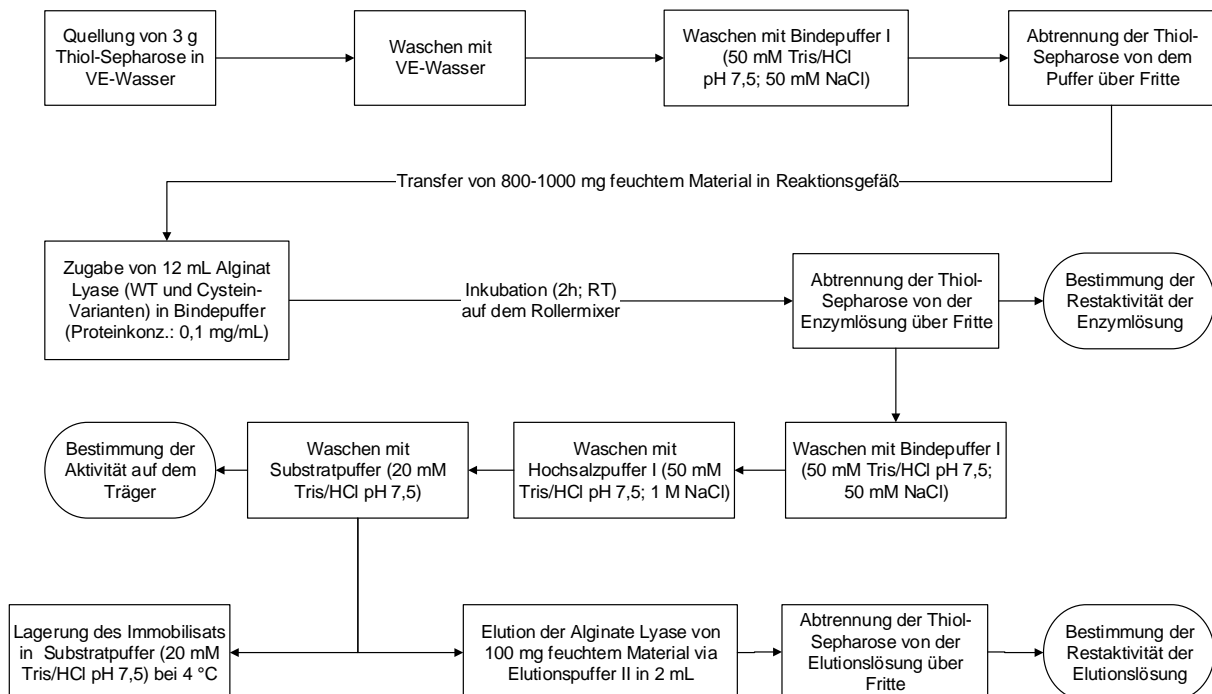 Quellung von 3 g
Thiol-Sepharose in
VE-Wasser
Waschen mit
VE-Wasser
Waschen mit Bindepuffer I
(50 mM Tris/HCl
pH 7,5; 50 mM NaCl)
Abtrennung der Thiol-
Sepharose von dem
Puffer über Fritte
Transfer von 800-1000 mg feuchtem Material in Reaktionsgefäß
Zugabe von 12 mL Alginat
Lyase (WT und Cystein-
Varianten) in Bindepuffer
(Proteinkonz.: 0,1 mg/mL)
Inkubation (2h; RT)
auf dem Rollermixer
Abtrennung der Thiol-
Sepharose von der
Enzymlösung über Fritte
Bestimmung der
Restaktivität der
Enzymlösung
Bestimmung der
Aktivität auf dem
Träger
Waschen mit
Substratpuffer (20 mM
Tris/HCl pH 7,5)
Waschen mit
Hochsalzpuffer I (50 mM
Tris/HCl pH 7,5; 1 M NaCl)
Waschen mit Bindepuffer I
(50 mM Tris/HCl pH 7,5;
50 mM NaCl)
Lagerung des Immobilisats
in Substratpuffer (20 mM
Tris/HCl pH 7,5) bei 4 °C
Elution der Alginate Lyase von
100 mg feuchtem Material via
Elutionspuffer II in 2 mL
Abtrennung der Thiol-
Sepharose von der
Elutionslösung über
Fritte
Bestimmung der
Restaktivität der
Elutionslösung